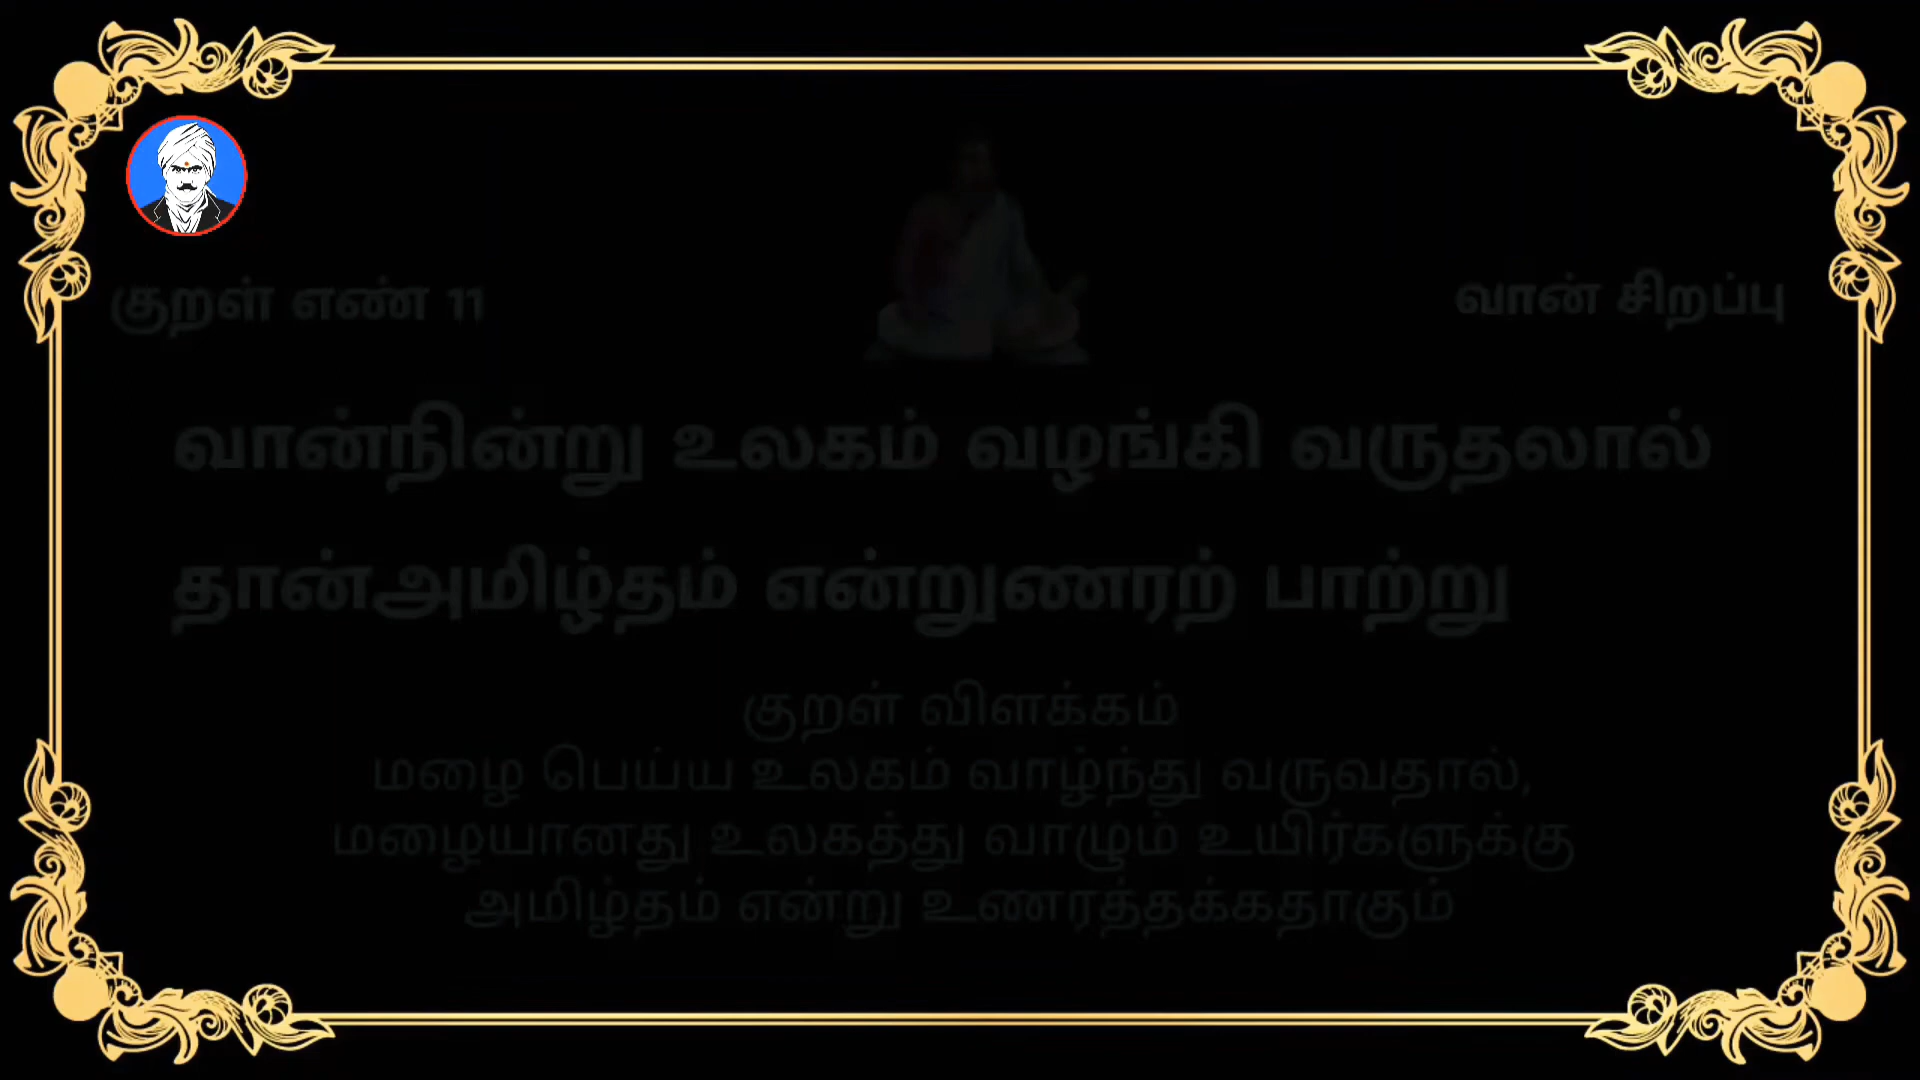 குறள் எண் 11
வான் சிறப்பு
வான்நின்று உலகம் வழங்கி வருதலால்
தான்அமிழ்தம் என்றுணரற் பாற்று
குறள் விளக்கம்
மழை பெய்ய உலகம் வாழ்ந்து வருவதால்,
மழையானது உலகத்து வாழும் உயிர்களுக்கு
அமிழ்தம் என்று உணரத்தக்கதாகும்